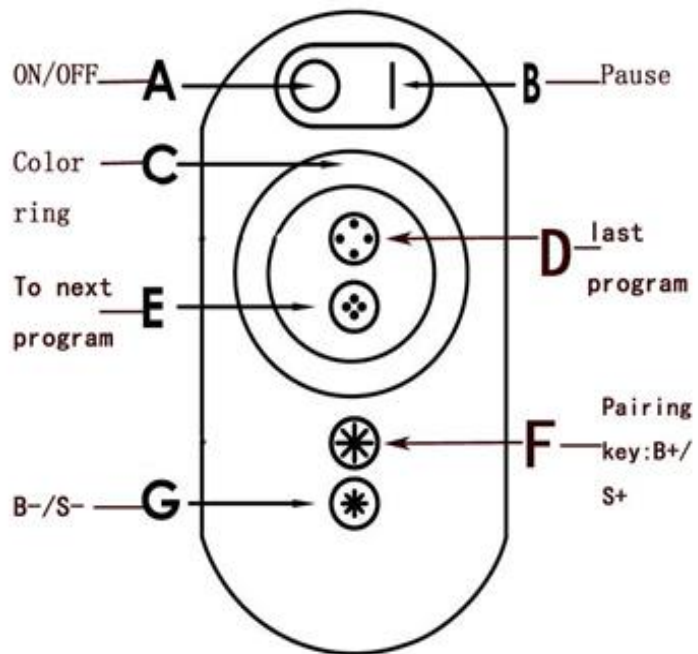 ON/OFF A
B Pause
Color C
ring
D last
program
To next E
program
F Pairing
key:B+/
S+
B-/S- G